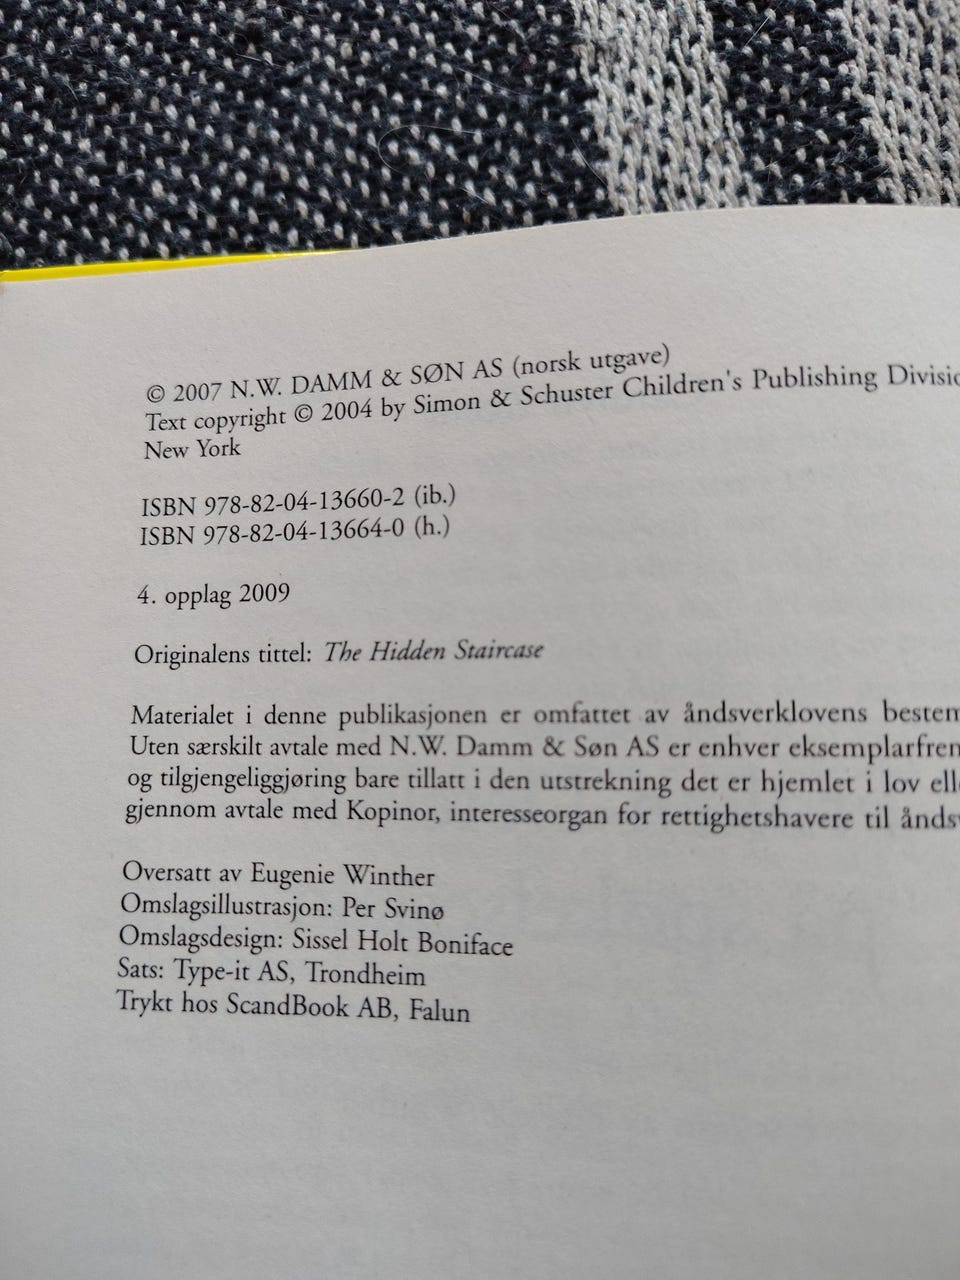 © 2007 N.W. DAMM & SØN AS (norsk utgave)
Text copyright © 2004 by Simon & Schuster Children's Publishing
New York
ISBN 978-82-04-13660-2 (ib.)
ISBN 978-82-04-13664-0 (h.)
4. opplag 2009
Originalens tittel: The Hidden Staircase
Materialet i denne publikasjonen er omfattet av åndsverklovens
Uten særskilt avtale med N.W. Damm & Søn AS er enhver
og tilgjengeliggjøring bare tillatt i den utstrekning det er hjemlet i lov
gjennom avtale med Kopinor, interesseorgan for rettighetshavere til
Oversatt av Eugenie Winther
Omslagsillustrasjon: Per Svinø
Omslagsdesign: Sissel Holt Boniface
Sats: Type-it AS, Trondheim
Trykt hos ScandBook AB, Falun